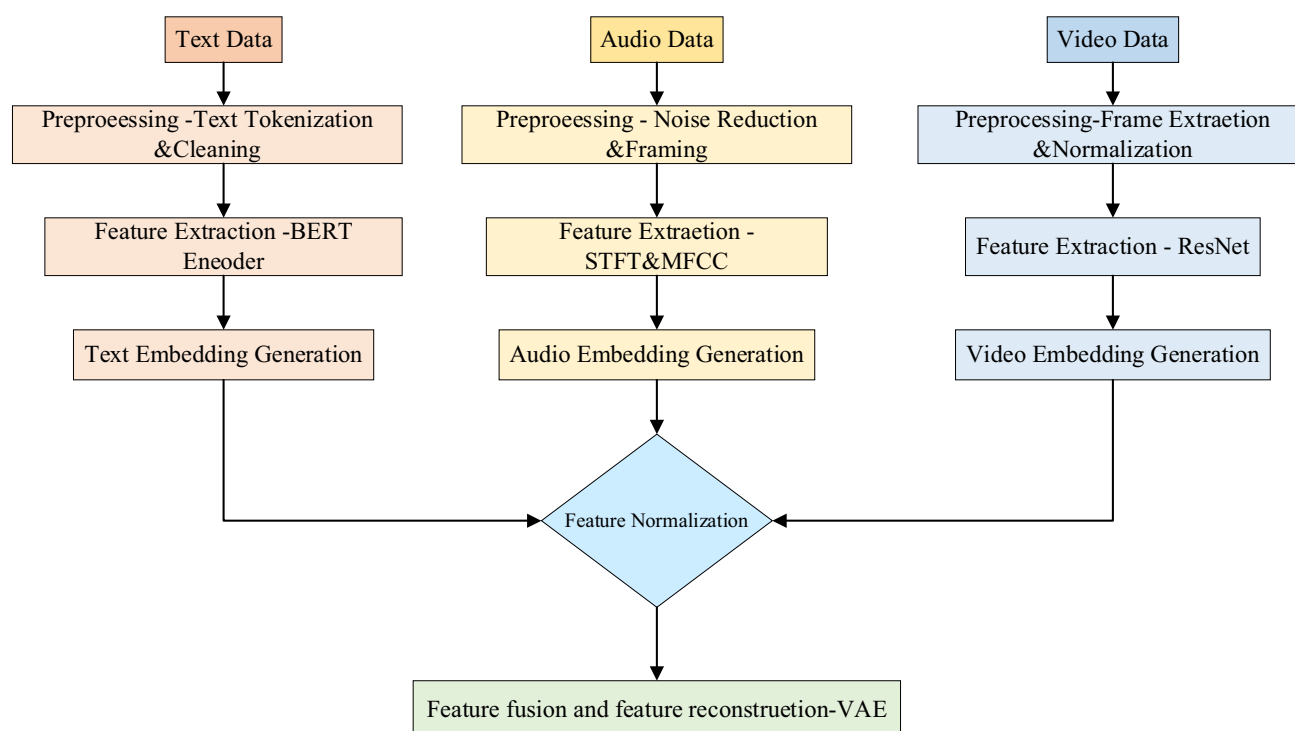 Text Data
Audio Data
Video Data
Preproeessing -Text Tokenization
&Cleaning
Preproeessing - Noise Reduction
&Framing
Preprocessing-Frame Extraetion
&Normalization
Feature Extraction -BERT
Eneoder
Feature Extraetion -
STFT&MFCC
Feature Extraction - ResNet
Text Embedding Generation
Audio Embedding Generation
Video Embedding Generation
Feature Normalization
Feature fusion and feature reconstruetion-VAE